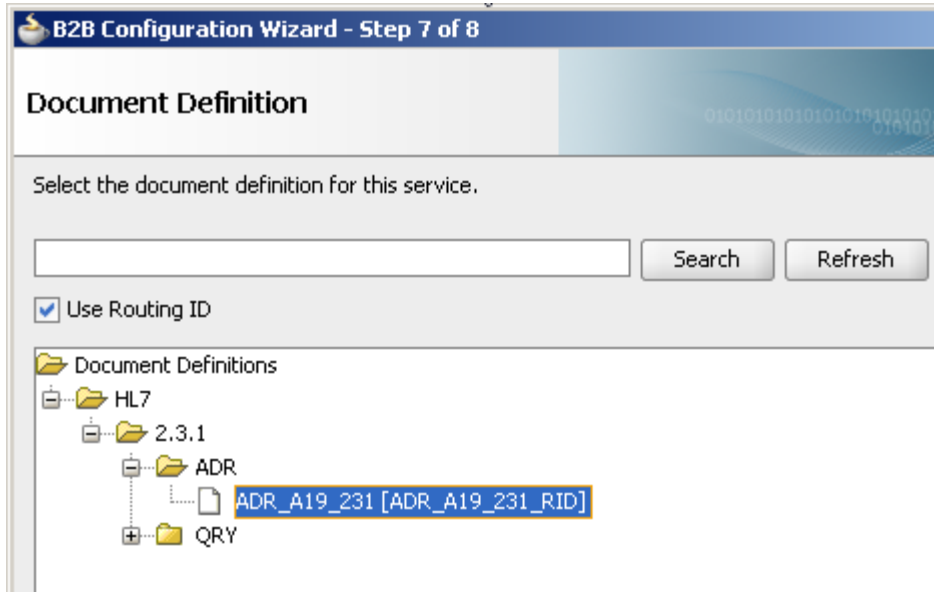 B2B Configuration Wizard - Step 7 of 8
Document Definition
Select the document definition for this service.
Search Refresh
Use Routing ID
Document Definitions
HL7
2.3.1
ADR
ADR_A19_231 [ADR_A19_231_RID]
QRY